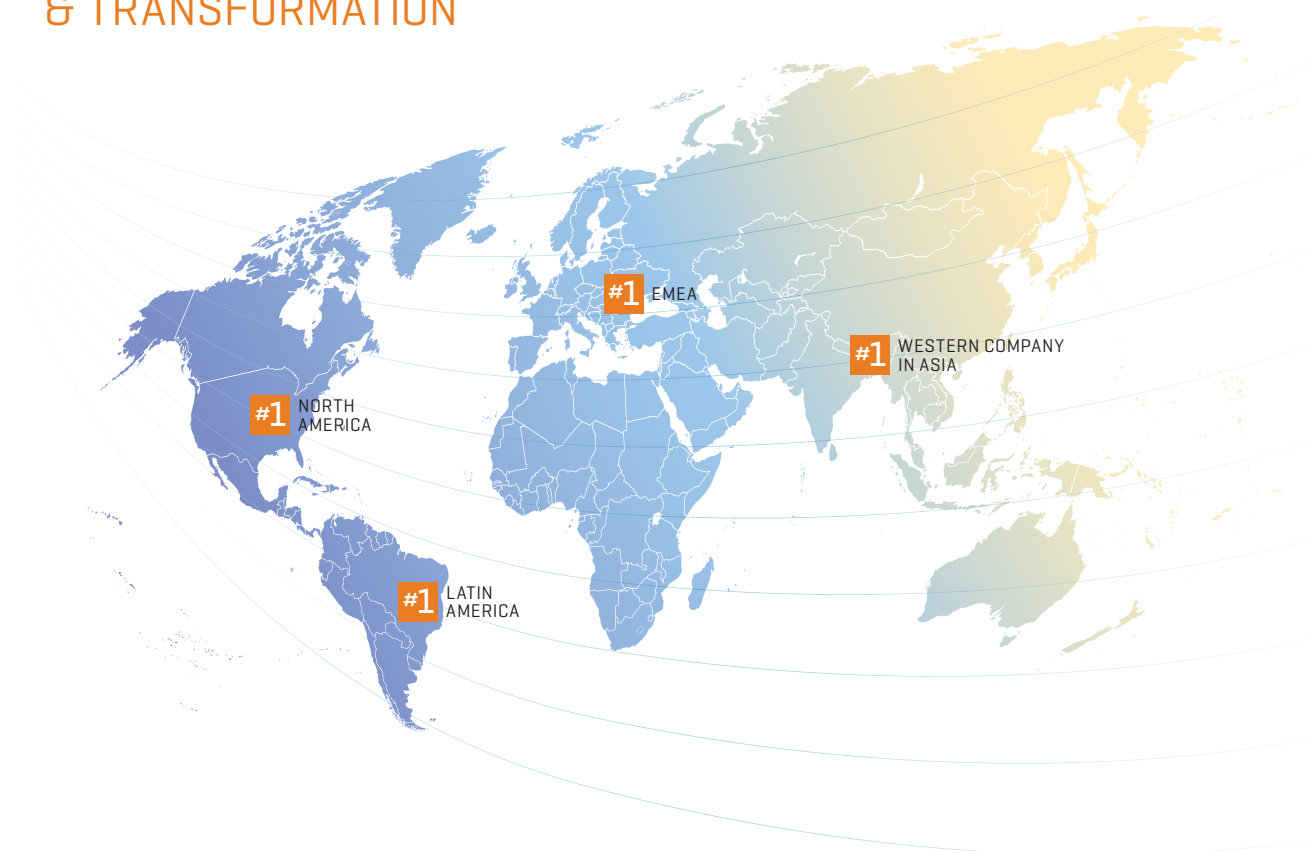 & TRANSFORMATION
#1 EMEA
#1 WESTERN COMPANY
IN ASIA
#1 NORTH
AMERICA
#1 LATIN
AMERICA